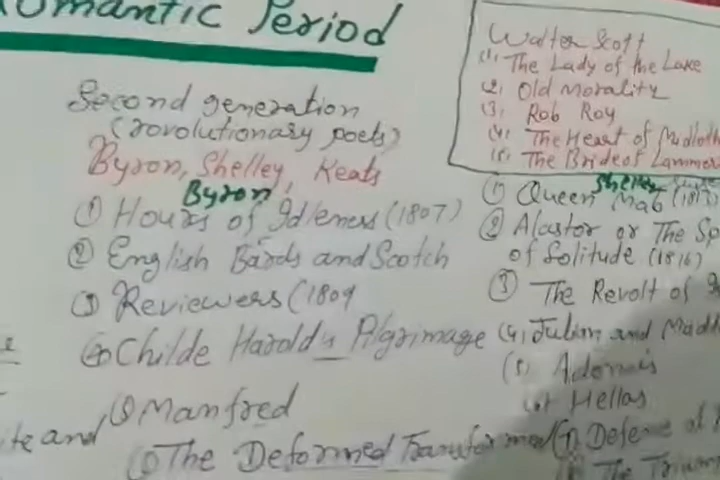 Romantic Period
Second generation
(rovolutionary poets)
Byron, Shelley, Keats
Byron
① Hours of Idleness (1807)
② English Bards and Scotch
③ Reviewers (1809
④ Childe Harold's Pilgrimage
⑤ Manfred
⑥ The Deformed Transformed
Walter Scott
(1) The Lady of the Lake
(2) Old Morality
(3) Rob Roy
(4) The Heart of Midloth
(5) The Bride of Lammer
Shelley
① Queen Mab (1813)
② Alastor or The Sp
of Solitude (1816)
③ The Revolt of
(4) Julian and Madd
(5) Adonais
(6) Hellas
(7) Defence of
The Trium
and